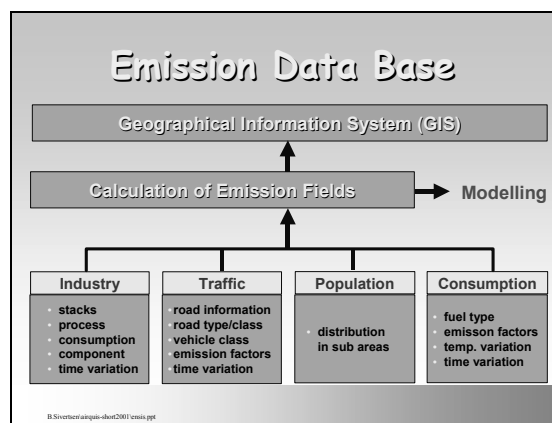 Emission Data Base
Geographical Information System (GIS)
Calculation of Emission Fields
Modelling
Industry
• stacks
• process
• consumption
• component
• time variation
Traffic
• road information
• road type/class
• vehicle class
• emission factors
• time variation
Population
• distribution
in sub areas
Consumption
• fuel type
• emisson factors
• temp. variation
• time variation
B.Sivertsen\airquis-short2001\ensis.ppt